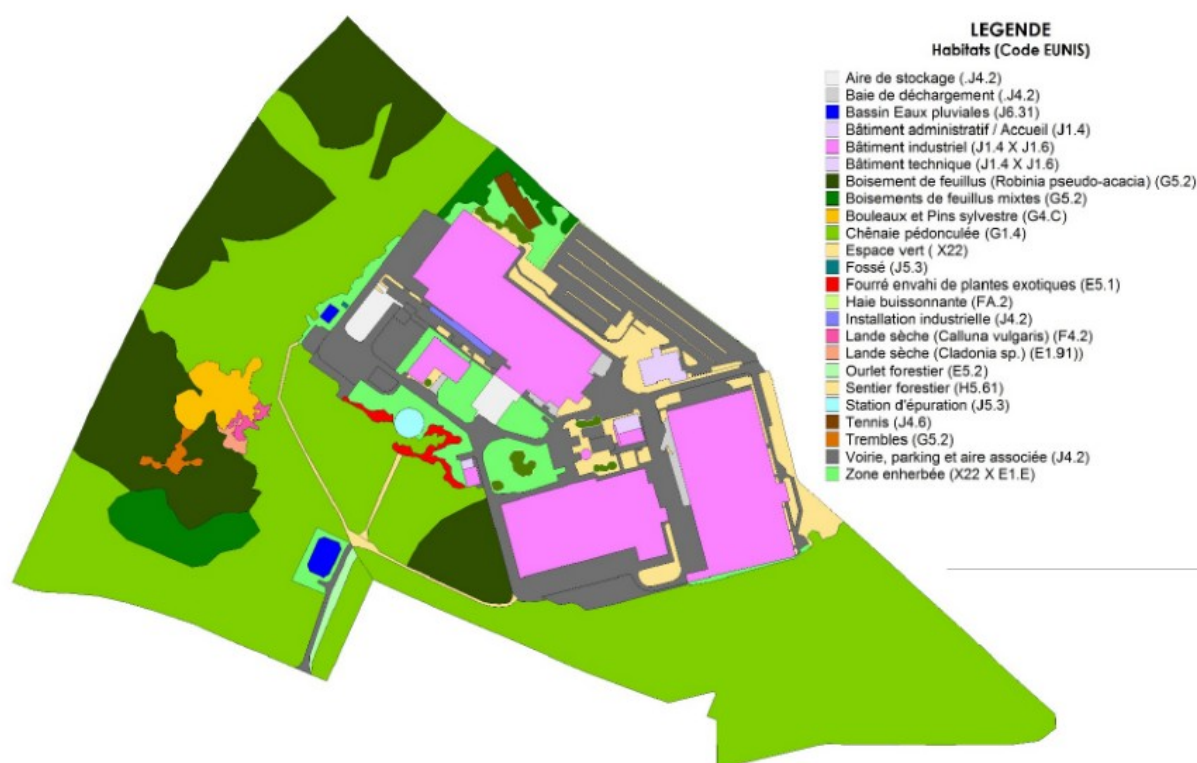 LEGENDE
Habitats (Code EUNIS)
Aire de stockage (.J4.2)
Baie de déchargement (.J4.2)
Bassin Eaux pluviales (J6.31)
Bâtiment administratif / Accueil (J1.4)
Bâtiment industriel (J1.4 X J1.6)
Bâtiment technique (J1.4 X J1.6)
Boisement de feuillus (Robinia pseudo-acacia) (G5.2)
Boisements de feuillus mixtes (G5.2)
Bouleaux et Pins sylvestre (G4.C)
Chênaie pédonculée (G1.4)
Espace vert ( X22)
Fossé (J5.3)
Fourré envahi de plantes exotiques (E5.1)
Haie buissonnante (FA.2)
Installation industrielle (J4.2)
Lande sèche (Calluna vulgaris) (F4.2)
Lande sèche (Cladonia sp.) (E1.91))
Ourlet forestier (E5.2)
Sentier forestier (H5.61)
Station d'épuration (J5.3)
Tennis (J4.6)
Trembles (G5.2)
Voirie, parking et aire associée (J4.2)
Zone enherbée (X22 X E1.E)